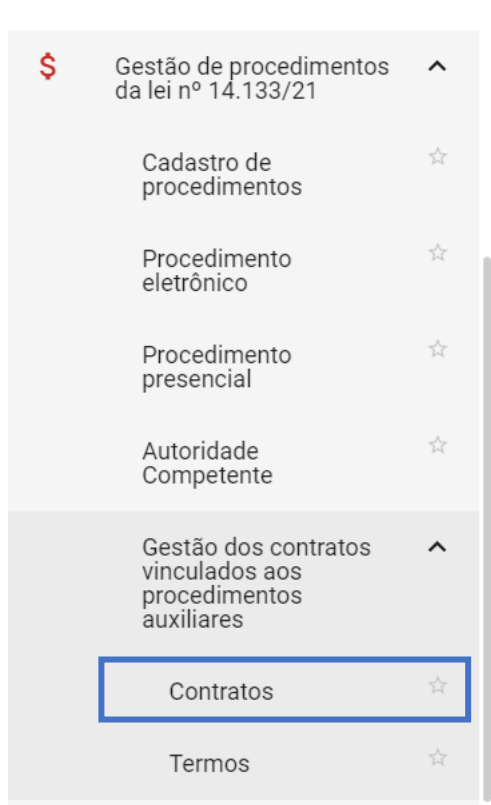 $
Gestão de procedimentos
da lei nº 14.133/21
Cadastro de
procedimentos
Procedimento
eletrônico
Procedimento
presencial
Autoridade
Competente
Gestão dos contratos
vinculados aos
procedimentos
auxiliares
Contratos
Termos